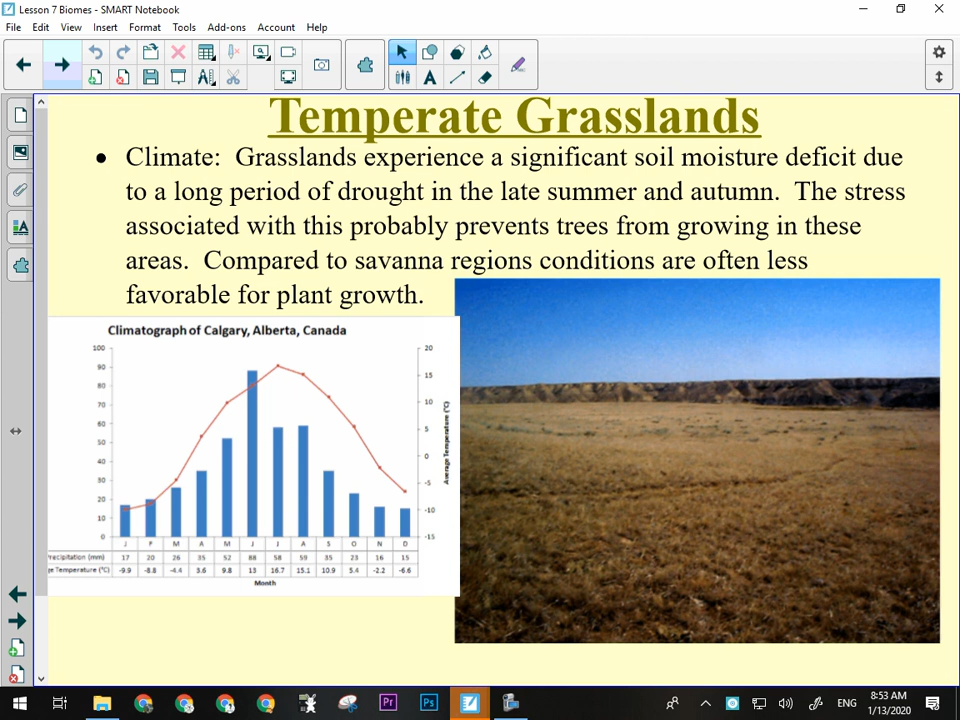 Lesson 7 Biomes - SMART Notebook
File Edit View Insert Format Tools Add-ons Account Help
Temperate Grasslands
• Climate: Grasslands experience a significant soil moisture deficit due
to a long period of drought in the late summer and autumn. The stress
associated with this probably prevents trees from growing in these
areas. Compared to savanna regions conditions are often less
favorable for plant growth.
Climatograph of Calgary, Alberta, Canada
100 20
90
80 15
70 10
60 5
50
40 0
30 -5
20 -10
10
0 -15
Average Temperature (°C)
J F M A M J J A S O N D
recipitation (mm) 17 20 26 35 52 88 58 59 35 23 16 15
ge Temperature (°C) -9.9 -8.8 -4.4 3.6 9.8 13 16.7 15.1 10.9 5.4 -2.2 -6.6
Month
Pr Ps ENG 8:53 AM
1/13/2020